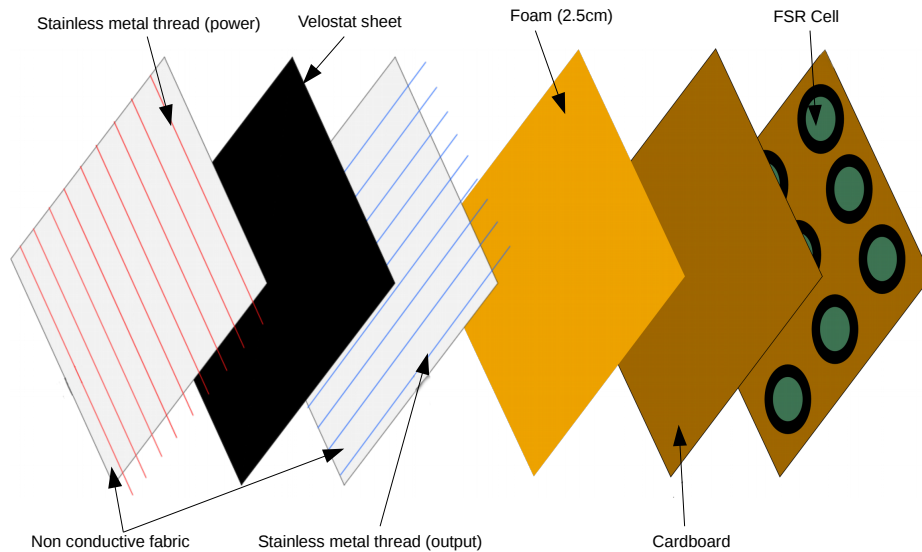 Stainless metal thread (power)
Velostat sheet
Foam (2.5cm)
FSR Cell
Non conductive fabric
Stainless metal thread (output)
Cardboard